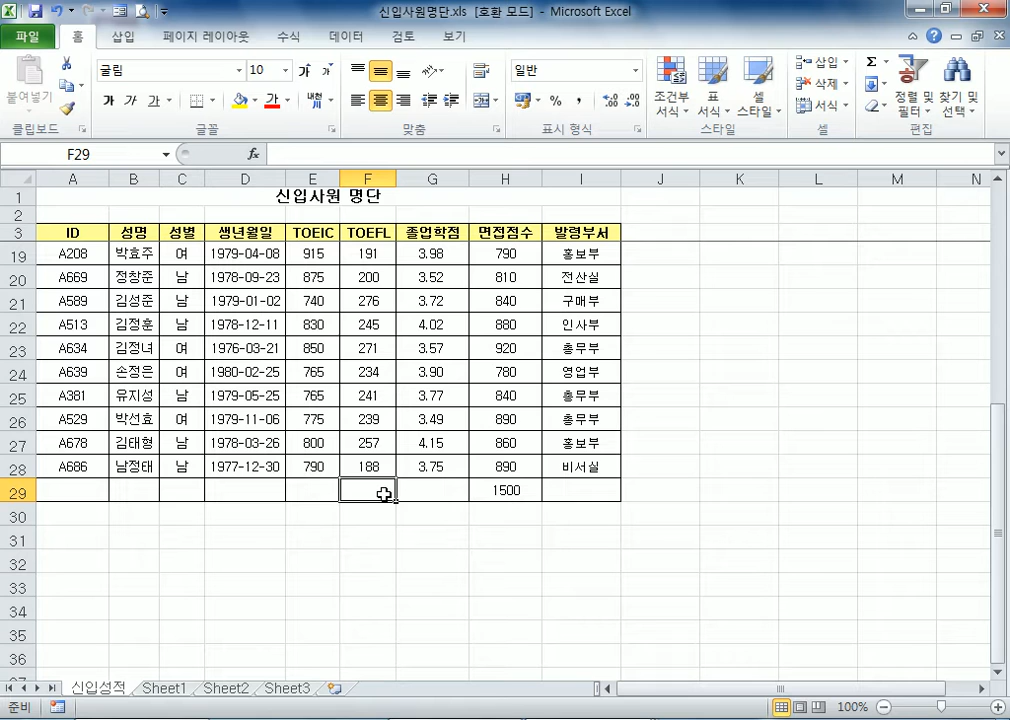 신입사원명단.xls [호환 모드] - Microsoft Excel
파일 홈 삽입 페이지 레이아웃 수식 데이터 검토 보기
굴림 10 일반
붙여넣기 가 가 가 가 가 가 내천 % , 조건부 서식 표 서식 셀 스타일 삽입 삭제 서식 Σ 정렬 및 필터 찾기 및 선택
클립보드 글꼴 맞춤 표시 형식 스타일 셀 편집
F29 fx
A B C D E F G H I J K L M N
1 신입사원 명단
2
3 ID 성명 성별 생년월일 TOEIC TOEFL 졸업학점 면접점수 발령부서
19 A208 박효주 여 1979-04-08 915 191 3.98 790 홍보부
20 A669 정창준 남 1978-09-23 875 200 3.52 810 전산실
21 A589 김성준 남 1979-01-02 740 276 3.72 840 구매부
22 A513 김정훈 남 1978-12-11 830 245 4.02 880 인사부
23 A634 김정녀 여 1976-03-21 850 271 3.57 920 총무부
24 A639 손정은 여 1980-02-25 765 234 3.90 780 영업부
25 A381 유지성 남 1979-05-25 765 241 3.77 840 총무부
26 A529 박선효 여 1979-11-06 775 239 3.49 890 총무부
27 A678 김태형 남 1978-03-26 800 257 4.15 860 홍보부
28 A686 남정태 남 1977-12-30 790 188 3.75 890 비서실
29 1500
30
31
32
33
34
35
36
신입성적 Sheet1 Sheet2 Sheet3
준비 100%